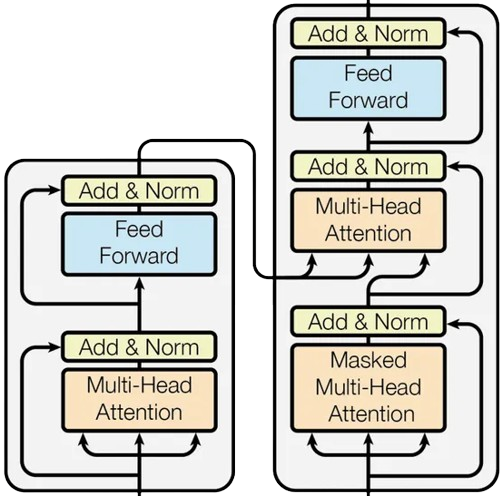 Add & Norm
Feed
Forward
Add & Norm
Multi-Head
Attention
Add & Norm
Feed
Forward
Add & Norm
Multi-Head
Attention
Add & Norm
Masked
Multi-Head
Attention